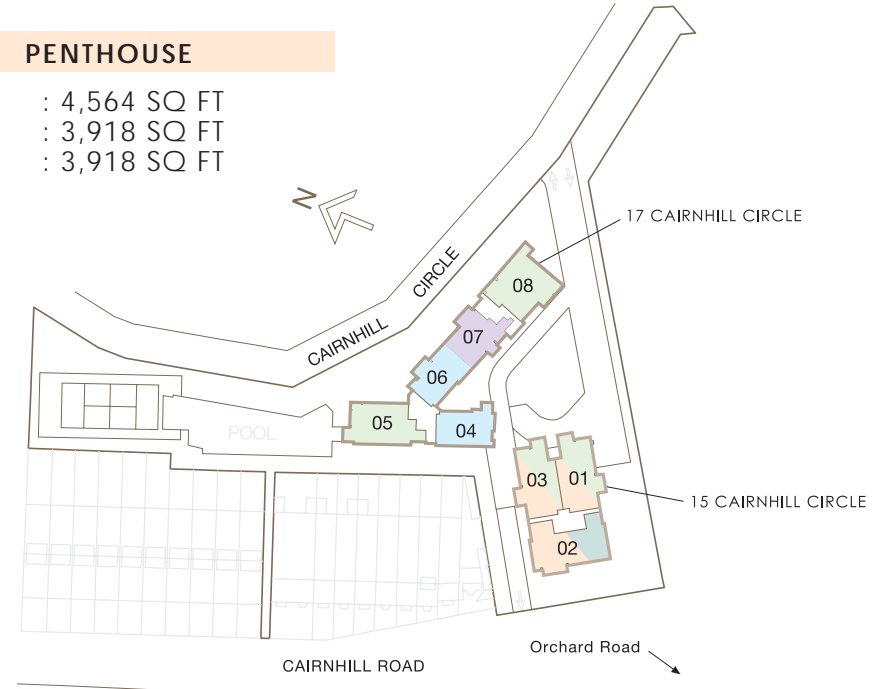 PENTHOUSE
: 4,564 SQ FT
: 3,918 SQ FT
: 3,918 SQ FT
N
17 CAIRNHILL CIRCLE
CAIRNHILL CIRCLE
08
07
06
05
04
POOL
03
01
15 CAIRNHILL CIRCLE
02
Orchard Road
CAIRNHILL ROAD